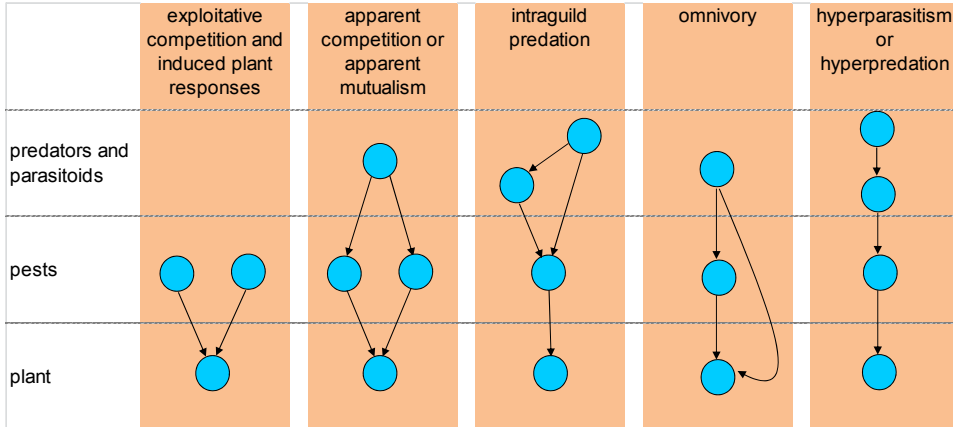 exploitative
competition and
induced plant
responses
apparent
competition or
apparent
mutualism
intraguild
predation
omnivory
hyperparasitism
or
hyperpredation
predators and
parasitoids
pests
plant